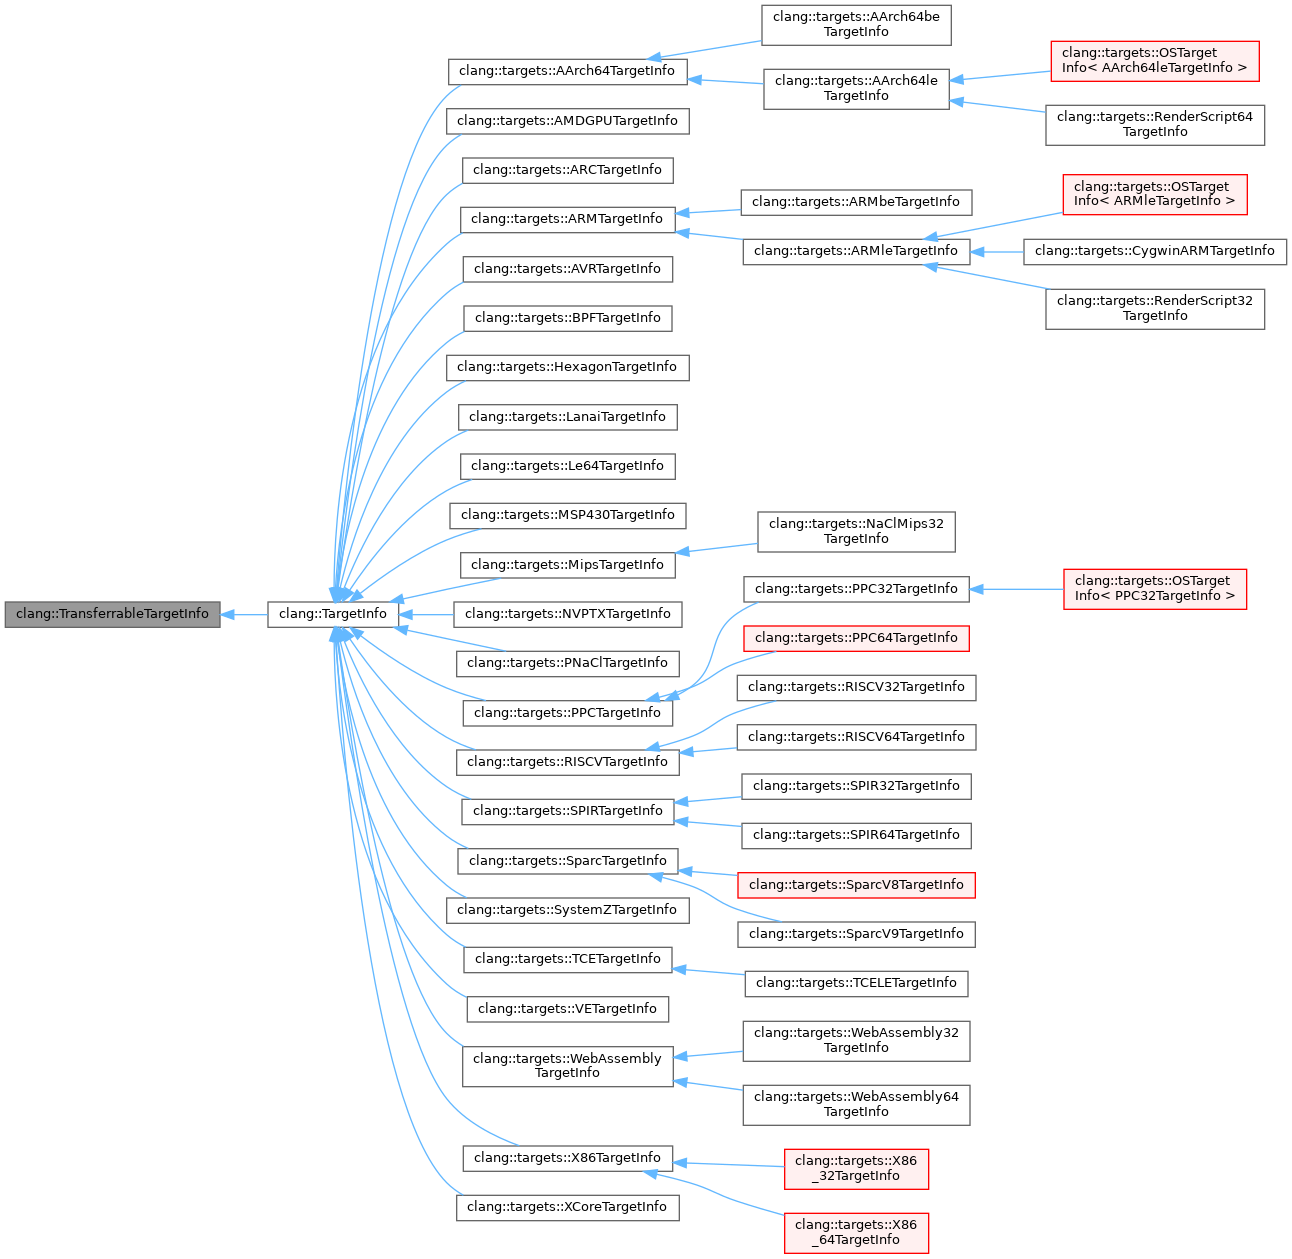 clang::TransferrableTargetInfo
clang::TargetInfo
clang::targets::AArch64TargetInfo
clang::targets::AMDGPUTargetInfo
clang::targets::ARCTargetInfo
clang::targets::ARMTargetInfo
clang::targets::AVRTargetInfo
clang::targets::BPFTargetInfo
clang::targets::HexagonTargetInfo
clang::targets::LanaiTargetInfo
clang::targets::Le64TargetInfo
clang::targets::MSP430TargetInfo
clang::targets::MipsTargetInfo
clang::targets::NVPTXTargetInfo
clang::targets::PNaClTargetInfo
clang::targets::PPCTargetInfo
clang::targets::RISCVTargetInfo
clang::targets::SPIRTargetInfo
clang::targets::SparcTargetInfo
clang::targets::SystemZTargetInfo
clang::targets::TCETargetInfo
clang::targets::VETargetInfo
clang::targets::WebAssembly
TargetInfo
clang::targets::X86TargetInfo
clang::targets::XCoreTargetInfo
clang::targets::AArch64be
TargetInfo
clang::targets::AArch64le
TargetInfo
clang::targets::ARMbeTargetInfo
clang::targets::ARMleTargetInfo
clang::targets::NaClMips32
TargetInfo
clang::targets::PPC32TargetInfo
clang::targets::PPC64TargetInfo
clang::targets::RISCV32TargetInfo
clang::targets::RISCV64TargetInfo
clang::targets::SPIR32TargetInfo
clang::targets::SPIR64TargetInfo
clang::targets::SparcV8TargetInfo
clang::targets::SparcV9TargetInfo
clang::targets::TCELETargetInfo
clang::targets::WebAssembly32
TargetInfo
clang::targets::WebAssembly64
TargetInfo
clang::targets::X86
_32TargetInfo
clang::targets::X86
_64TargetInfo
clang::targets::OSTarget
Info< AArch64leTargetInfo >
clang::targets::RenderScript64
TargetInfo
clang::targets::OSTarget
Info< ARMleTargetInfo >
clang::targets::CygwinARMTargetInfo
clang::targets::RenderScript32
TargetInfo
clang::targets::OSTarget
Info< PPC32TargetInfo >